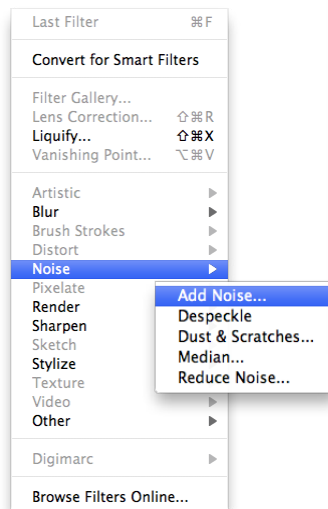 Last Filter ⌘F
Convert for Smart Filters
Filter Gallery...
Lens Correction... ⇧⌘R
Liquify... ⇧⌘X
Vanishing Point... ⌥⌘V
Artistic
Blur
Brush Strokes
Distort
Noise
Pixelate
Render
Sharpen
Sketch
Stylize
Texture
Video
Other
Digimarc
Browse Filters Online...
Add Noise...
Despeckle
Dust & Scratches...
Median...
Reduce Noise...